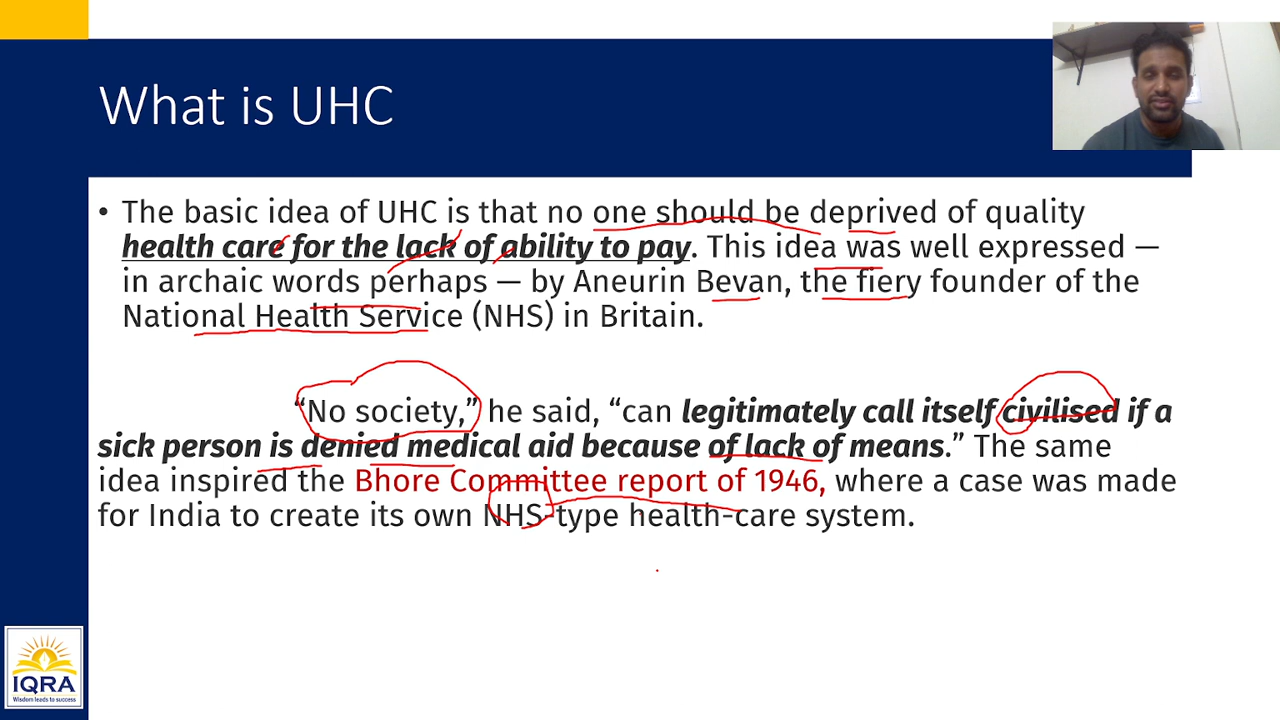 What is UHC
• The basic idea of UHC is that no one should be deprived of quality
health care for the lack of ability to pay. This idea was well expressed —
in archaic words perhaps — by Aneurin Bevan, the fiery founder of the
National Health Service (NHS) in Britain.
“No society,” he said, “can legitimately call itself civilised if a
sick person is denied medical aid because of lack of means.” The same
idea inspired the Bhore Committee report of 1946, where a case was made
for India to create its own NHS-type health-care system.
IQRA
Wisdom leads to success